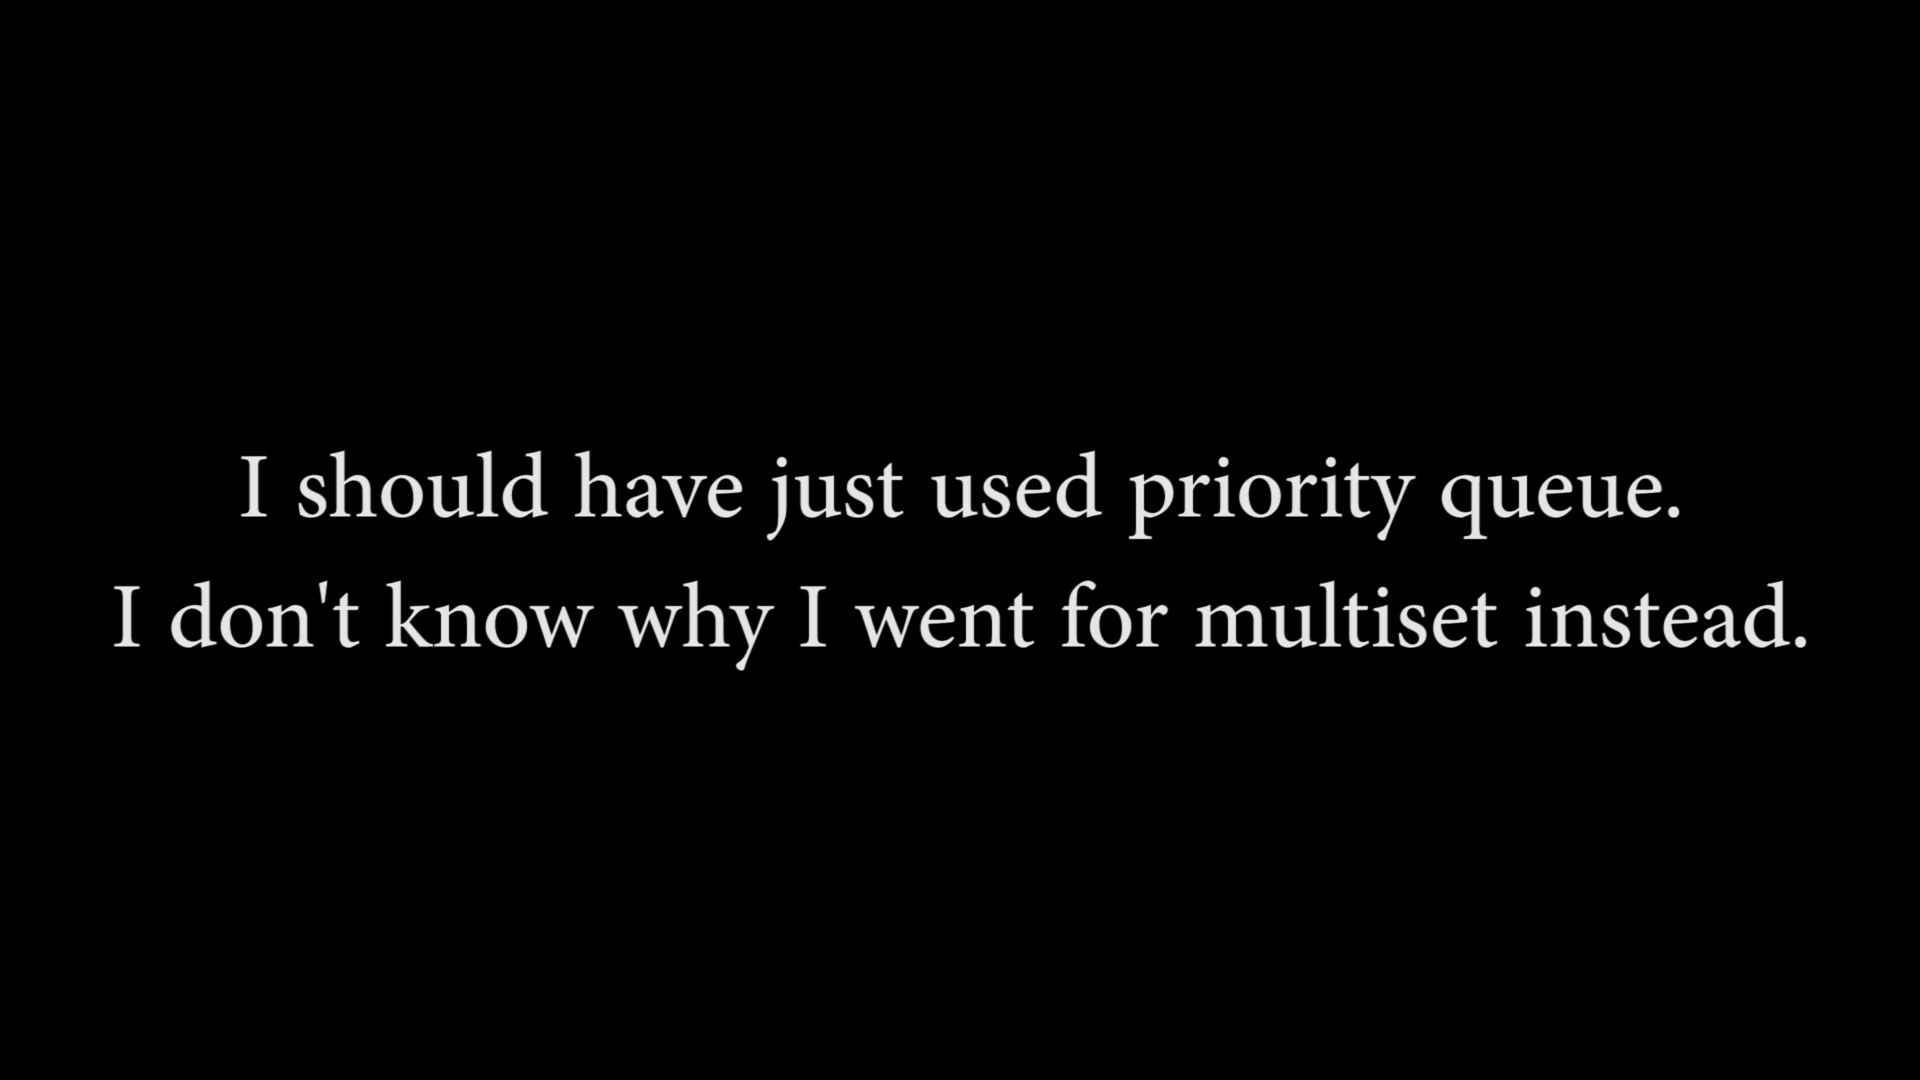 I should have just used priority queue.
I don't know why I went for multiset instead.